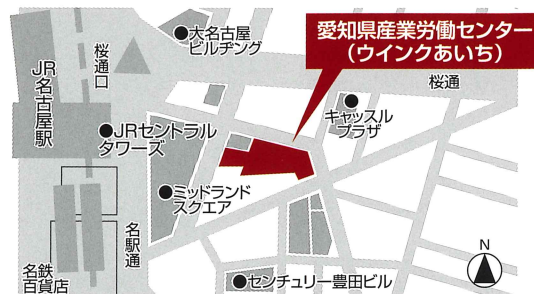 大名古屋
ビルヂング
愛知県産業労働センター
(ウインクあいち)
桜通口
桜通
JR名古屋駅
キャッスル
プラザ
JRセントラル
タワーズ
ミッドランド
スクエア
名駅通
名鉄
百貨店
センチュリー豊田ビル
N